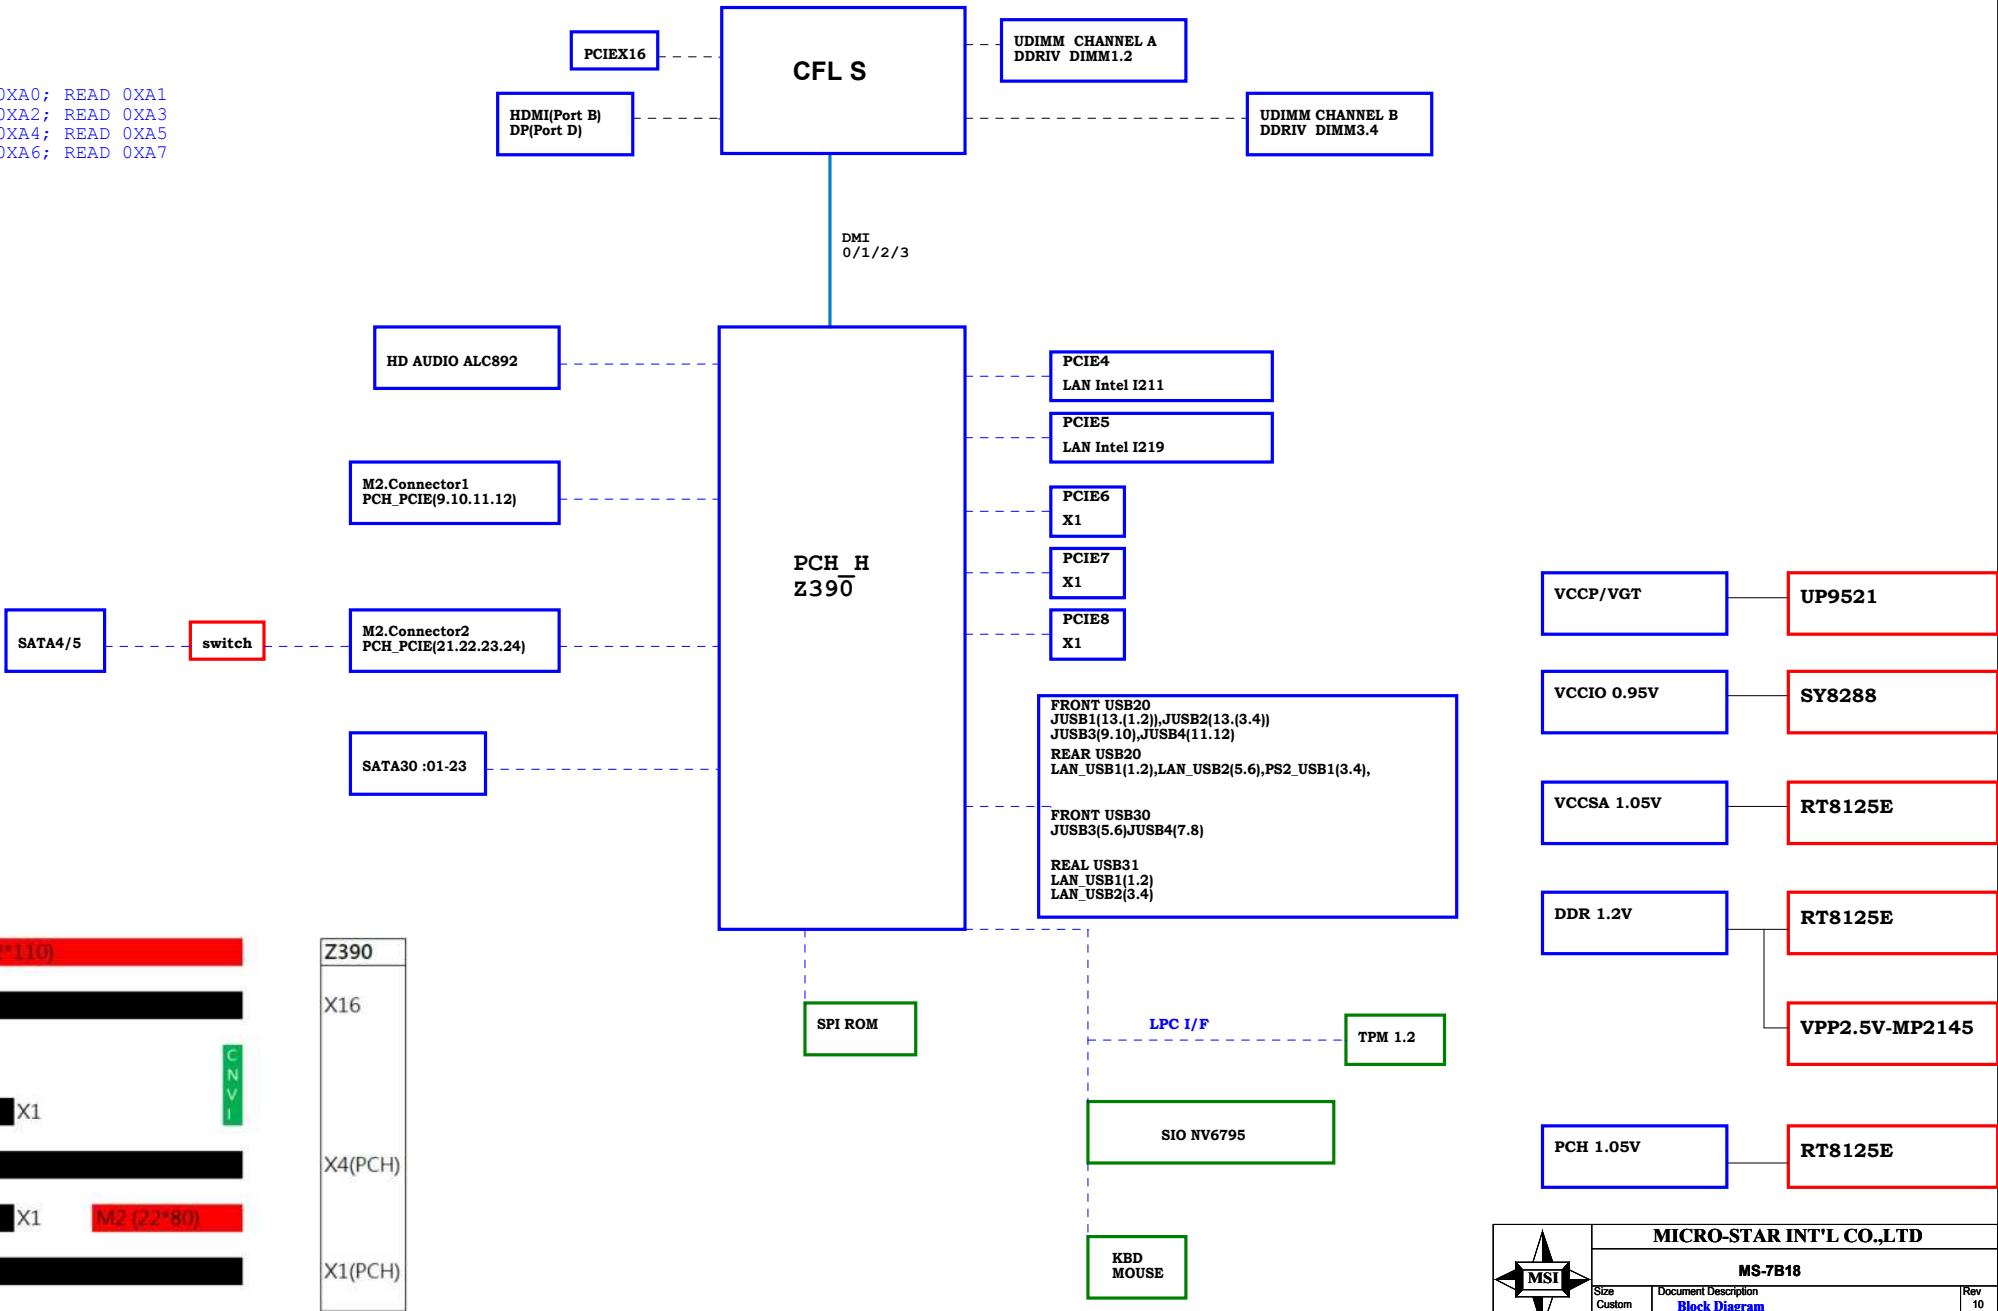 0XA0; READ 0XA1
0XA2; READ 0XA3
0XA4; READ 0XA5
0XA6; READ 0XA7
PCIEX16
HDMI(Port B)
DP(Port D)
CFL S
UDIMM CHANNEL A
DDRIV DIMM1.2
UDIMM CHANNEL B
DDRIV DIMM3.4
DMI
0/1/2/3
HD AUDIO ALC892
M2.Connector1
PCH_PCIE(9.10.11.12)
SATA4/5
switch
M2.Connector2
PCH_PCIE(21.22.23.24)
SATA30 :01-23
PCH_H
Z390
PCIE4
LAN Intel I211
PCIE5
LAN Intel I219
PCIE6
X1
PCIE7
X1
PCIE8
X1
FRONT USB20
JUSB1(13.(1.2)),JUSB2(13.(3.4))
JUSB3(9.10),JUSB4(11.12)
REAR USB20
LAN_USB1(1.2),LAN_USB2(5.6),PS2_USB1(3.4),
FRONT USB30
JUSB3(5.6)JUSB4(7.8)
REAL USB31
LAN_USB1(1.2)
LAN_USB2(3.4)
VCCP/VGT
UP9521
VCCIO 0.95V
SY8288
VCCSA 1.05V
RT8125E
DDR 1.2V
RT8125E
VPP2.5V-MP2145
PCH 1.05V
RT8125E
SPI ROM
LPC I/F
TPM 1.2
SIO NV6795
KBD
MOUSE
*110)
Z390
X16
CNVI
X1
X4(PCH)
X1
M2 (22*80)
X1(PCH)
MSI
MICRO-STAR INT'L CO.,LTD
MS-7B18
Size
Custom
Document Description
Block Diagram
Rev
10